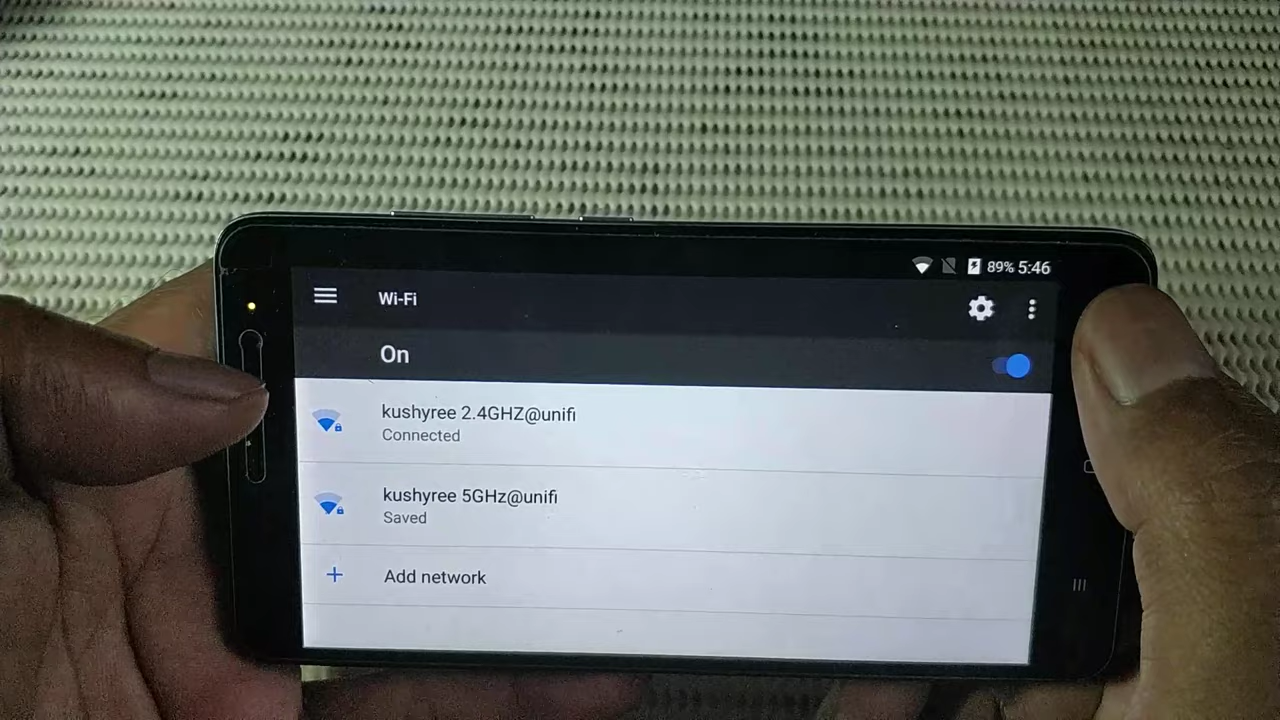 89% 5:46
Wi-Fi
On
kushyree 2.4GHZ@unifi
Connected
kushyree 5GHz@unifi
Saved
Add network